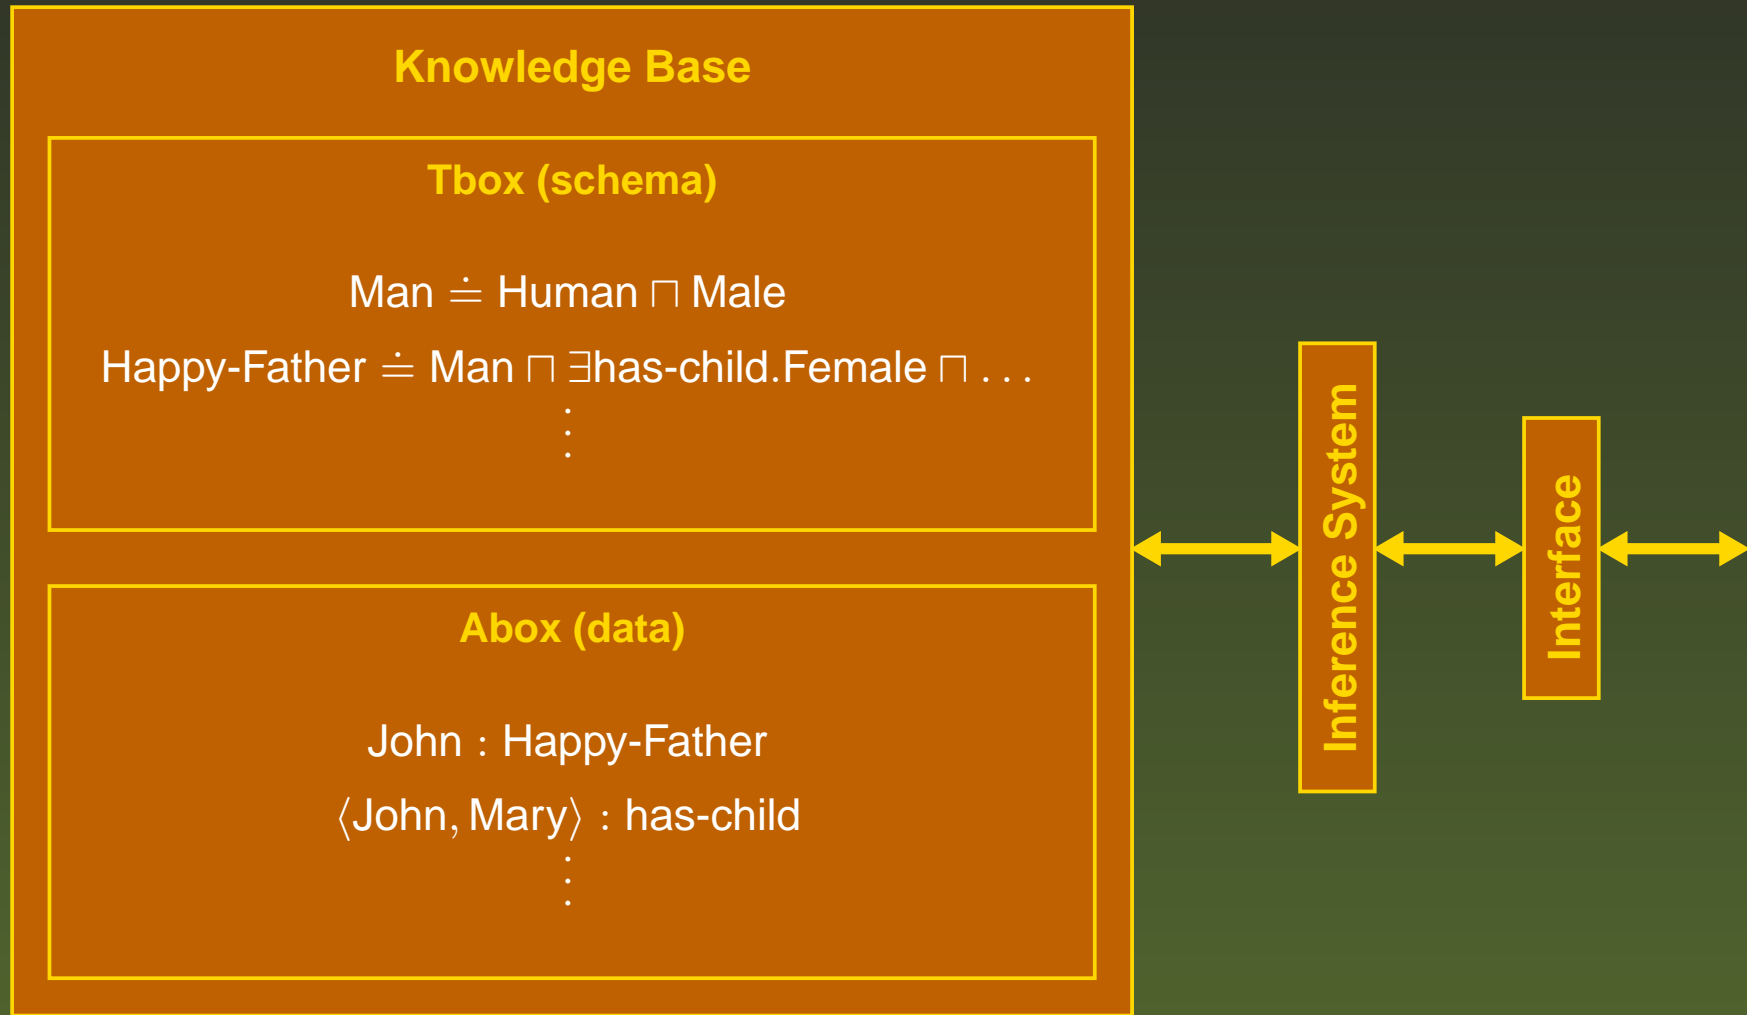 Knowledge Base
Tbox (schema)
Man ≐ Human ⊓ Male
Happy-Father ≐ Man ⊓ ∃has-child.Female ⊓ . . .
⋮
Abox (data)
John : Happy-Father
⟨John, Mary⟩ : has-child
⋮
Inference System
Interface